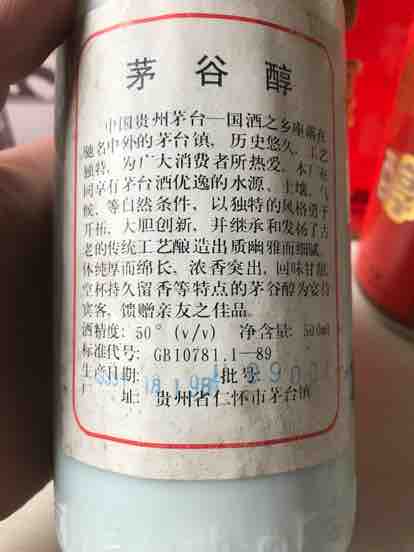 茅谷醇
中国贵州茅台—国酒之乡座落在
驰名中外的茅台镇，历史悠久，工艺
独特，为广大消费者所热爱。本厂在
同享有茅台酒优逸的水源、土壤、气
候、等自然条件，以独特的风格勇于
开拓，大胆创新，并继承和发扬了古
老的传统工艺酿造出质幽雅而细腻，
体纯厚而绵长，浓香突出，回味甘甜，
空杯持久留香等特点的茅谷醇为宴待
宾客，馈赠亲友之佳品。
酒精度: 50°(v/v) 净含量: 500ml
标准代号: GB10781.1—89
生产日期: 批号:
厂 址: 贵州省仁怀市茅台镇